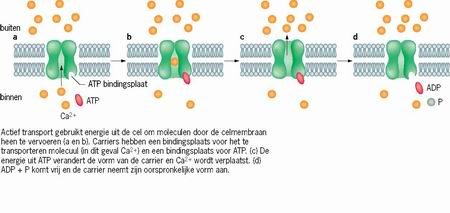 buiten
a b c d
ATP bindingsplaat
binnen
ATP
Ca2+
ADP
P
Actief transport gebruikt energie uit de cel om moleculen door de celmembraan
heen te vervoeren (a en b). Carriers hebben een bindingsplaats voor het te
transporteren molecuul (in dit geval Ca2+) en een bindingsplaats voor ATP. (c) De
energie uit ATP verandert de vorm van de carrier en Ca2+ wordt verplaatst. (d)
ADP + P komt vrij en carrier neemt zijn oorspronkelijke vorm aan.